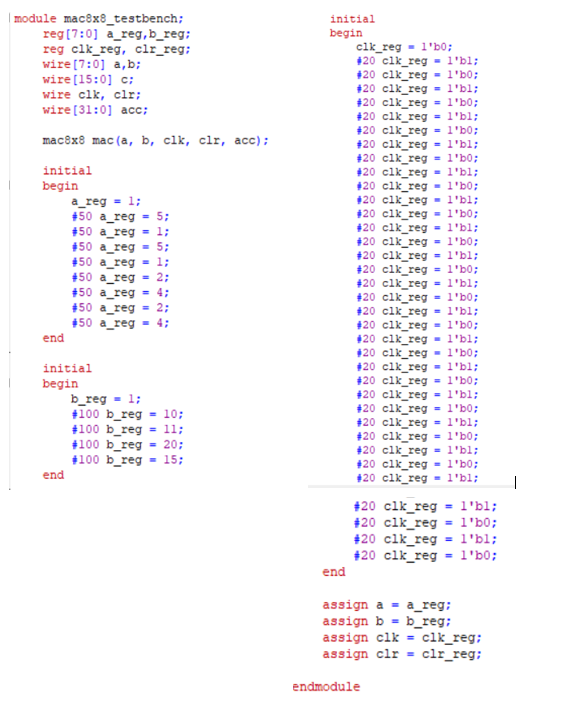 module mac8x8_testbench;
reg[7:0] a_reg,b_reg;
reg clk_reg, clr_reg;
wire[7:0] a,b;
wire[15:0] c;
wire clk, clr;
wire[31:0] acc;
mac8x8 mac(a, b, clk, clr, acc);
initial
begin
a_reg = 1;
#50 a_reg = 5;
#50 a_reg = 1;
#50 a_reg = 5;
#50 a_reg = 1;
#50 a_reg = 2;
#50 a_reg = 4;
#50 a_reg = 2;
#50 a_reg = 4;
end
initial
begin
b_reg = 1;
#100 b_reg = 10;
#100 b_reg = 11;
#100 b_reg = 20;
#100 b_reg = 15;
end
initial
begin
clk_reg = 1'b0;
#20 clk_reg = 1'b1;
#20 clk_reg = 1'b0;
#20 clk_reg = 1'b1;
#20 clk_reg = 1'b0;
#20 clk_reg = 1'b1;
#20 clk_reg = 1'b0;
#20 clk_reg = 1'b1;
#20 clk_reg = 1'b0;
#20 clk_reg = 1'b1;
#20 clk_reg = 1'b0;
#20 clk_reg = 1'b1;
#20 clk_reg = 1'b0;
#20 clk_reg = 1'b1;
#20 clk_reg = 1'b0;
#20 clk_reg = 1'b1;
#20 clk_reg = 1'b0;
#20 clk_reg = 1'b1;
#20 clk_reg = 1'b0;
#20 clk_reg = 1'b1;
#20 clk_reg = 1'b0;
#20 clk_reg = 1'b1;
#20 clk_reg = 1'b0;
#20 clk_reg = 1'b1;
#20 clk_reg = 1'b0;
#20 clk_reg = 1'b1;
#20 clk_reg = 1'b0;
#20 clk_reg = 1'b1;
#20 clk_reg = 1'b0;
#20 clk_reg = 1'b1;
#20 clk_reg = 1'b0;
#20 clk_reg = 1'b1;
#20 clk_reg = 1'b1;
#20 clk_reg = 1'b0;
#20 clk_reg = 1'b1;
#20 clk_reg = 1'b0;
end
assign a = a_reg;
assign b = b_reg;
assign clk = clk_reg;
assign clr = clr_reg;
endmodule